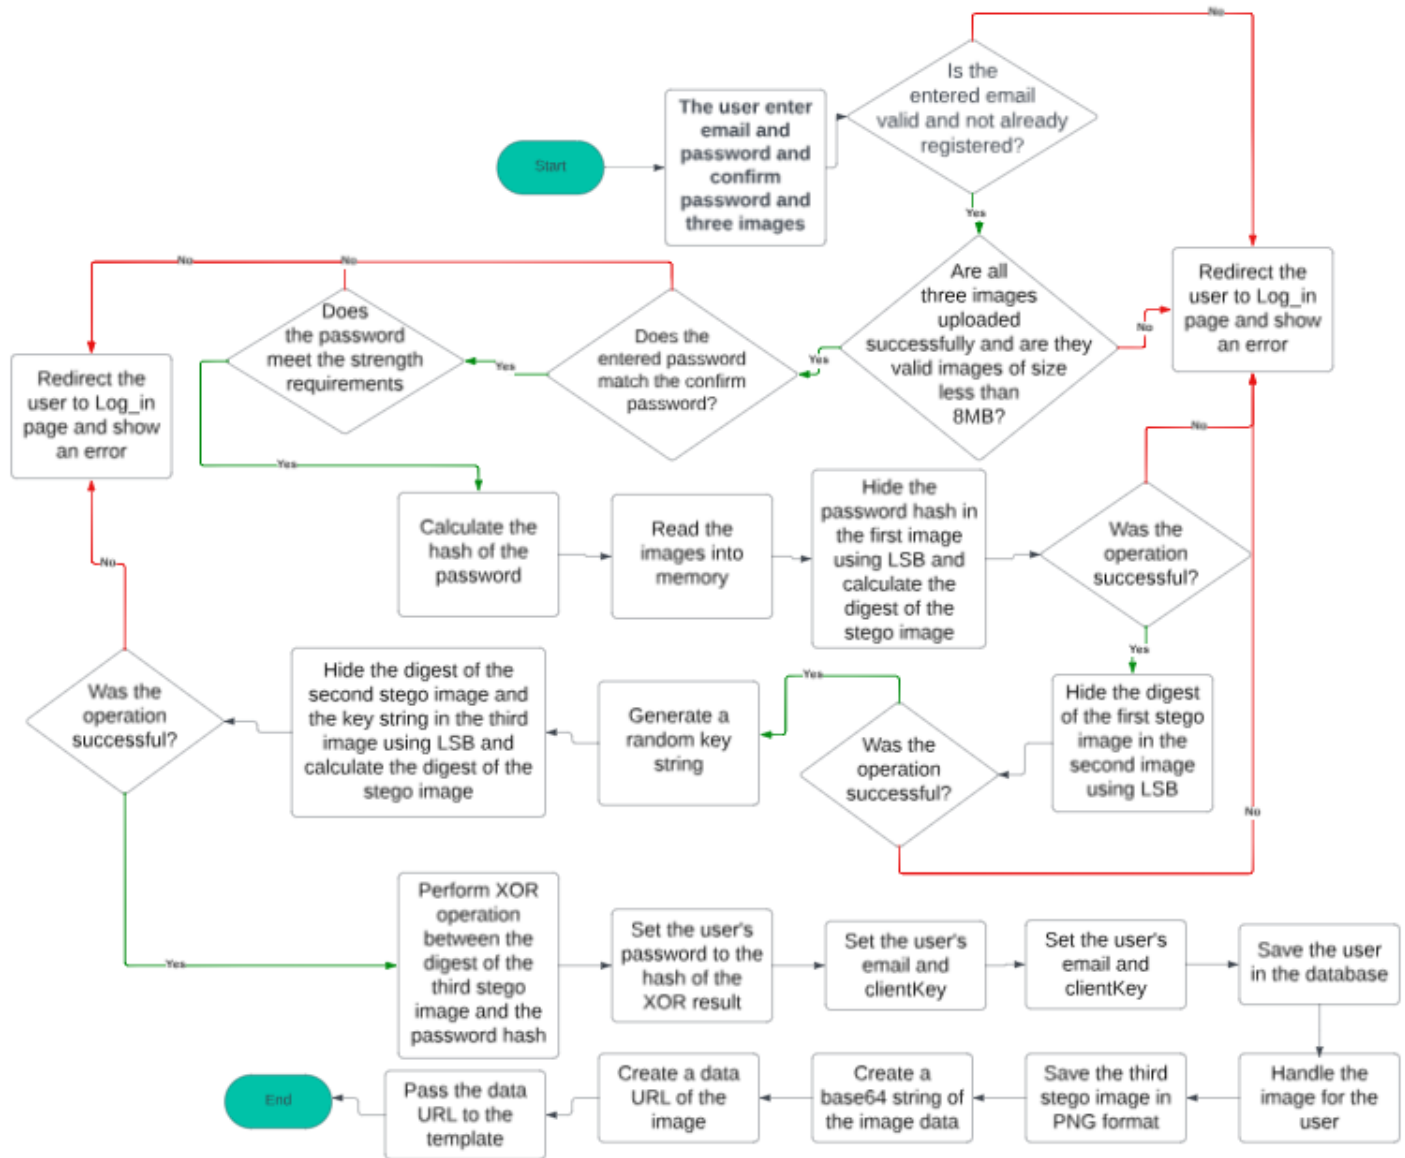 No
Is the
entered email
valid and not already
registered?
The user enter
email and
password and
confirm
password and
three images
Start
Yes
No
No
Are all
three images
uploaded
successfully and are they
valid images of size
less than
8MB?
Redirect the
user to Log_in
page and show
an error
No
Does
the password
meet the strength
requirements
Does the
entered password
match the confirm
password?
Yes
Yes
Redirect the
user to Log_in
page and show
an error
No
Yes
Calculate the
hash of the
password
Read the
images into
memory
Hide the
password hash in
the first image
using LSB and
calculate the
digest of the
stego image
Was the
operation
successful?
No
Yes
Was the
operation
successful?
Hide the digest of the
second stego image and
the key string in the third
image using LSB and
calculate the digest of the
stego image
Generate a
random key
string
Yes
Was the
operation
successful?
Hide the digest
of the first stego
image in the
second image
using LSB
No
Yes
Perform XOR
operation
between the
digest of the
third stego
image and the
password hash
Set the user's
password to the
hash of the
XOR result
Set the user's
email and
clientKey
Set the user's
email and
clientKey
Save the user
in the database
End
Pass the data
URL to the
template
Create a data
URL of the
image
Create a
base64 string of
the image data
Save the third
stego image in
PNG format
Handle the
image for the
user